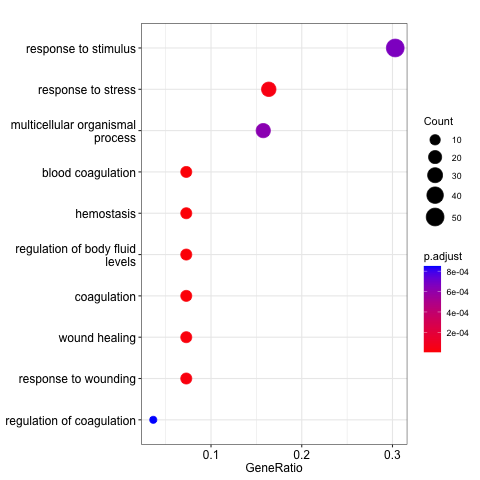 response to stimulus
response to stress
multicellular organismal
process
blood coagulation
hemostasis
regulation of body fluid
levels
coagulation
wound healing
response to wounding
regulation of coagulation
0.1 0.2 0.3
GeneRatio
Count
10
20
30
40
50
p.adjust
8e-04
6e-04
4e-04
2e-04